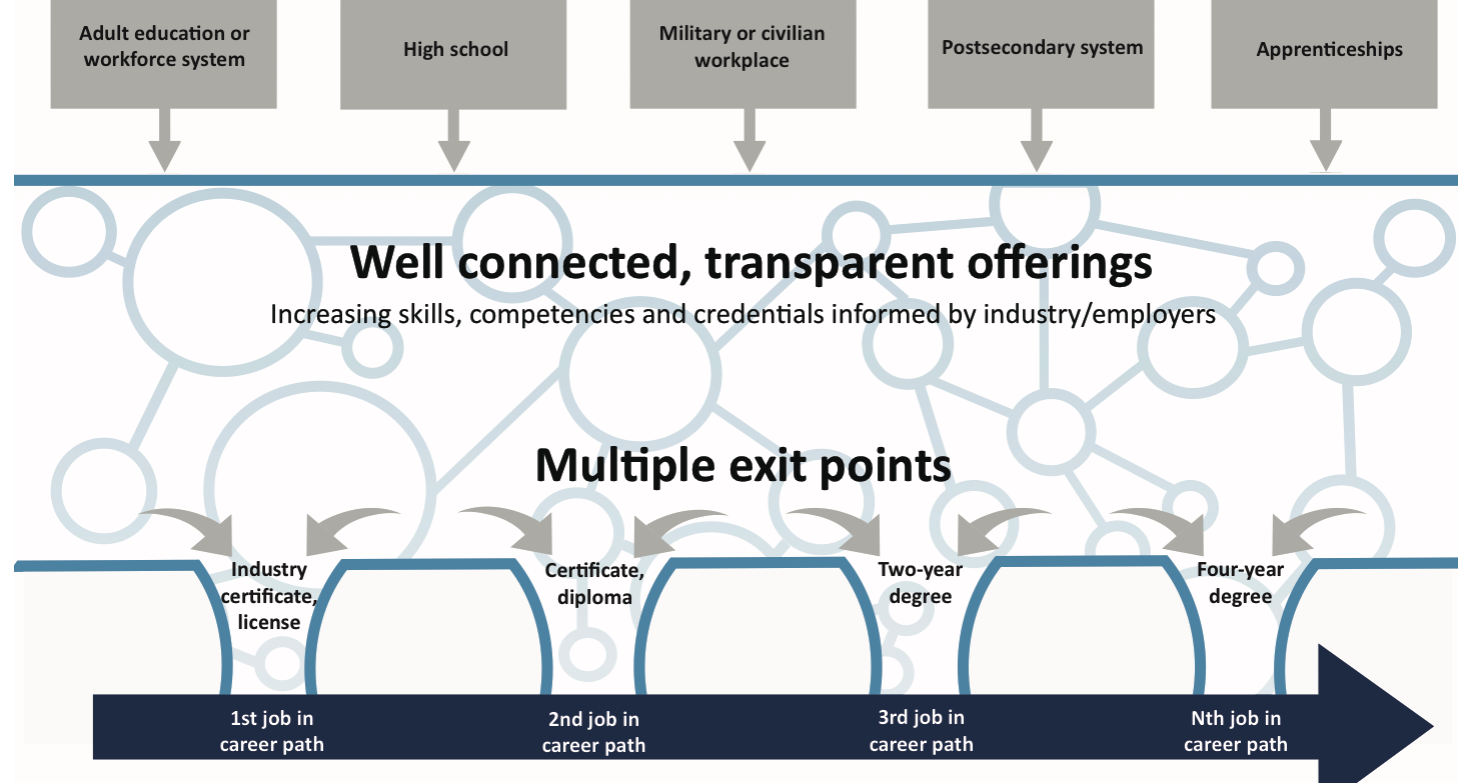 Adult education or
workforce system
High school
Military or civilian
workplace
Postsecondary system
Apprenticeships
Well connected, transparent offerings
Increasing skills, competencies and credentials informed by industry/employers
Multiple exit points
Industry
certificate,
license
Certificate,
diploma
Two-year
degree
Four-year
degree
1st job in
career path
2nd job in
career path
3rd job in
career path
Nth job in
career path